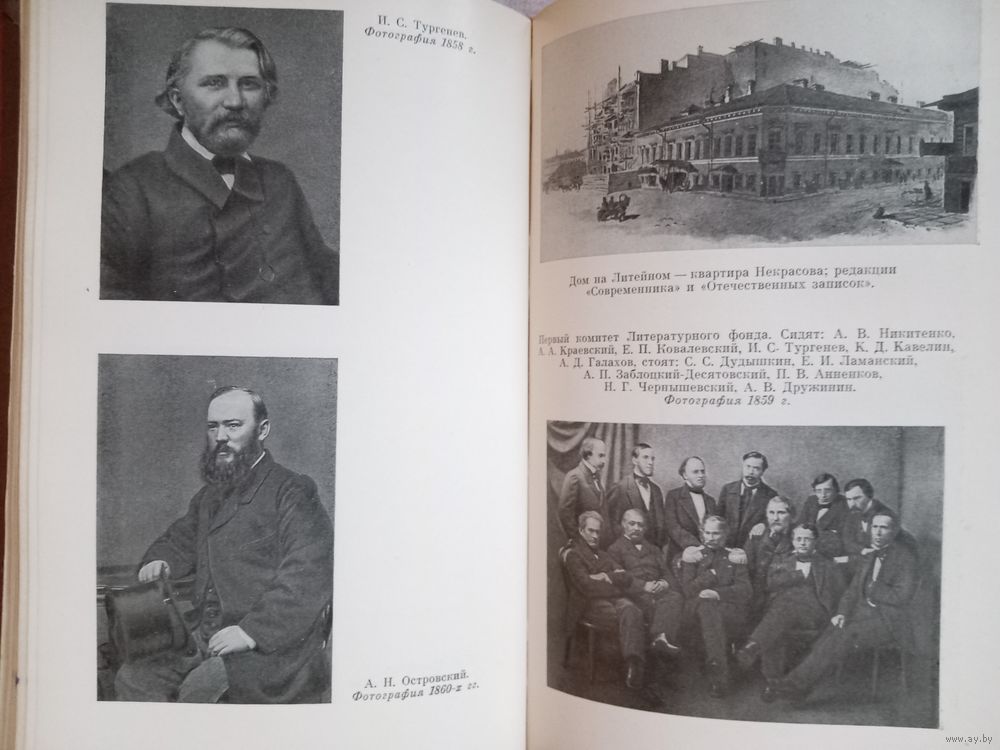 И. С. Тургенев.
Фотография 1858 г.
А. Н. Островский.
Фотография 1860-х гг.
Дом на Литейном — квартира Некрасова; редакции
«Современника» и «Отечественных записок».
Первый комитет Литературного фонда. Сидят: А. В. Никитенко,
А. А. Краевский, Е. П. Ковалевский, И. С- Тургенев, К. Д. Кавелин,
А. Д. Галахов, стоят: С. С. Дудышкин, Е. И. Ламанский,
А. П. Заблоцкий-Десятовский, П. В. Анненков,
Н. Г. Чернышевский, А. В. Дружинин.
Фотография 1859 г.
www.ay.by